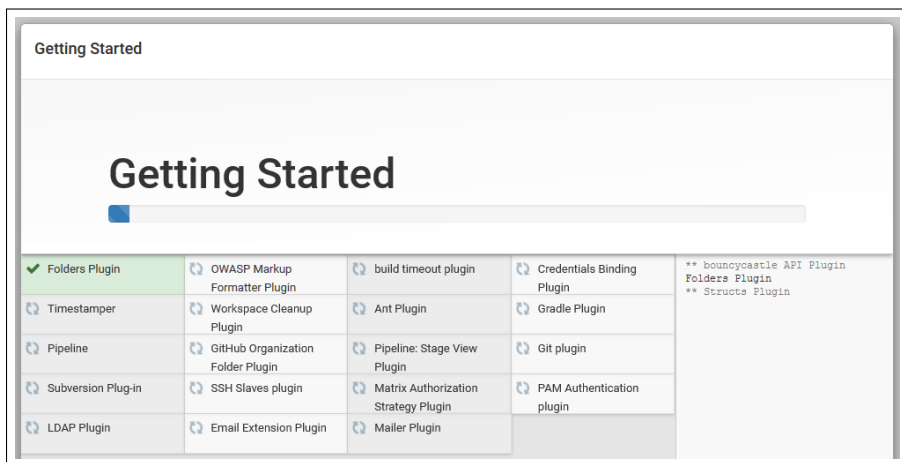 Getting Started
Getting Started
Folders Plugin
OWASP Markup
Formatter Plugin
build timeout plugin
Credentials Binding
Plugin
** bouncycastle API Plugin
Folders Plugin
** Structs Plugin
Timestamper
Workspace Cleanup
Plugin
Ant Plugin
Gradle Plugin
Pipeline
GitHub Organization
Folder Plugin
Pipeline: Stage View
Plugin
Git plugin
Subversion Plug-in
SSH Slaves plugin
Matrix Authorization
Strategy Plugin
PAM Authentication
plugin
LDAP Plugin
Email Extension Plugin
Mailer Plugin